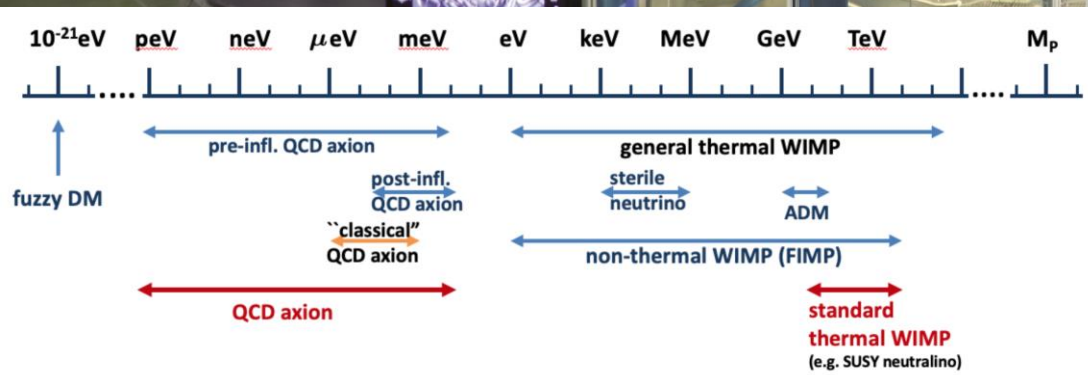 10-21eV peV neV μeV meV eV keV MeV GeV TeV MP
pre-infl. QCD axion
general thermal WIMP
fuzzy DM
post-infl.
QCD axion
sterile
neutrino
ADM
``classical”
QCD axion
non-thermal WIMP (FIMP)
QCD axion
standard
thermal WIMP
(e.g. SUSY neutralino)